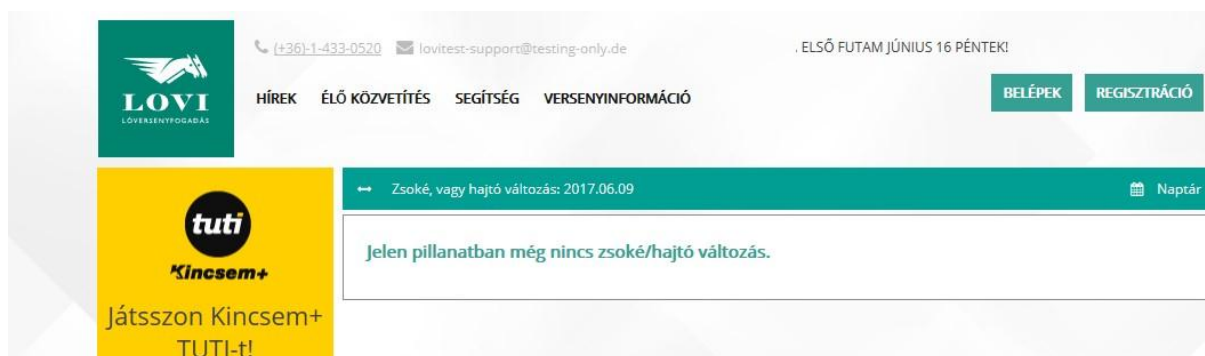 (+36)-1-433-0520 lovitest-support@testing-only.de . ELSŐ FUTAM JÚNIUS 16 PÉNTEK!
LOVI
LÓVERSENYFOGADÁS
HÍREK ÉLŐ KÖZVETÍTÉS SEGÍTSÉG VERSENYINFORMÁCIÓ BELÉPEK REGISZTRÁCIÓ
tuti
Kincsem+
Játsszon Kincsem+
TUTI-t!
Zsoké, vagy hajtó változás: 2017.06.09 Naptár
Jelen pillanatban még nincs zsoké/hajtó változás.